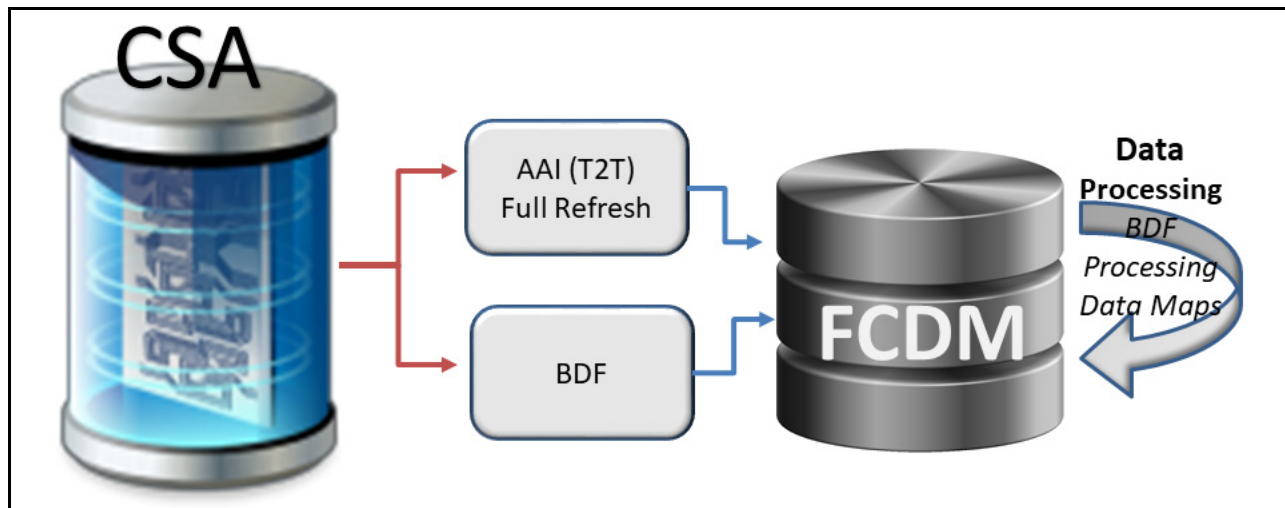 CSA
AAI (T2T)
Full Refresh
BDF
FCDM
Data
Processing
BDF
Processing
Data Maps